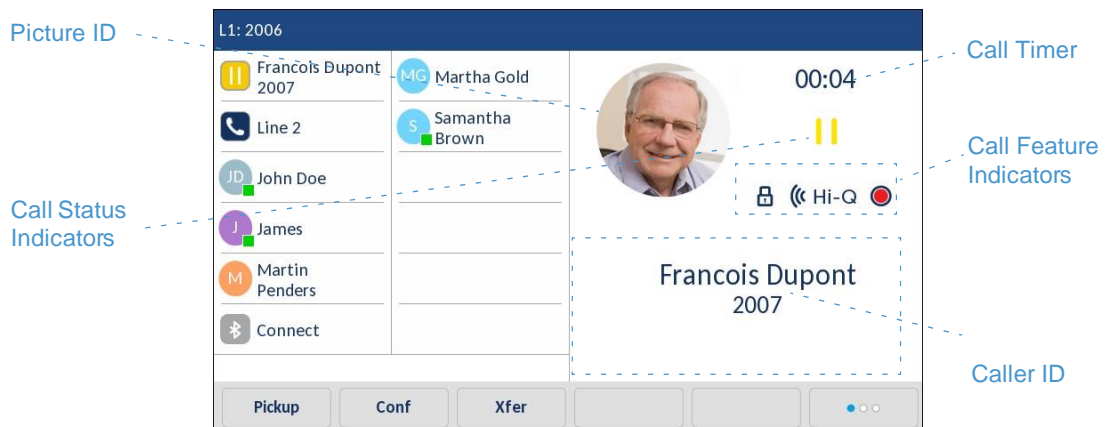 Picture ID
L1: 2006
Call Timer
Francois Dupont
2007
MG Martha Gold
00:04
Line 2
S Samantha
Brown
Call Feature
Indicators
JD John Doe
Hi-Q
Call Status
Indicators
J James
M Martin
Penders
Francois Dupont
2007
Connect
Caller ID
Pickup Conf Xfer